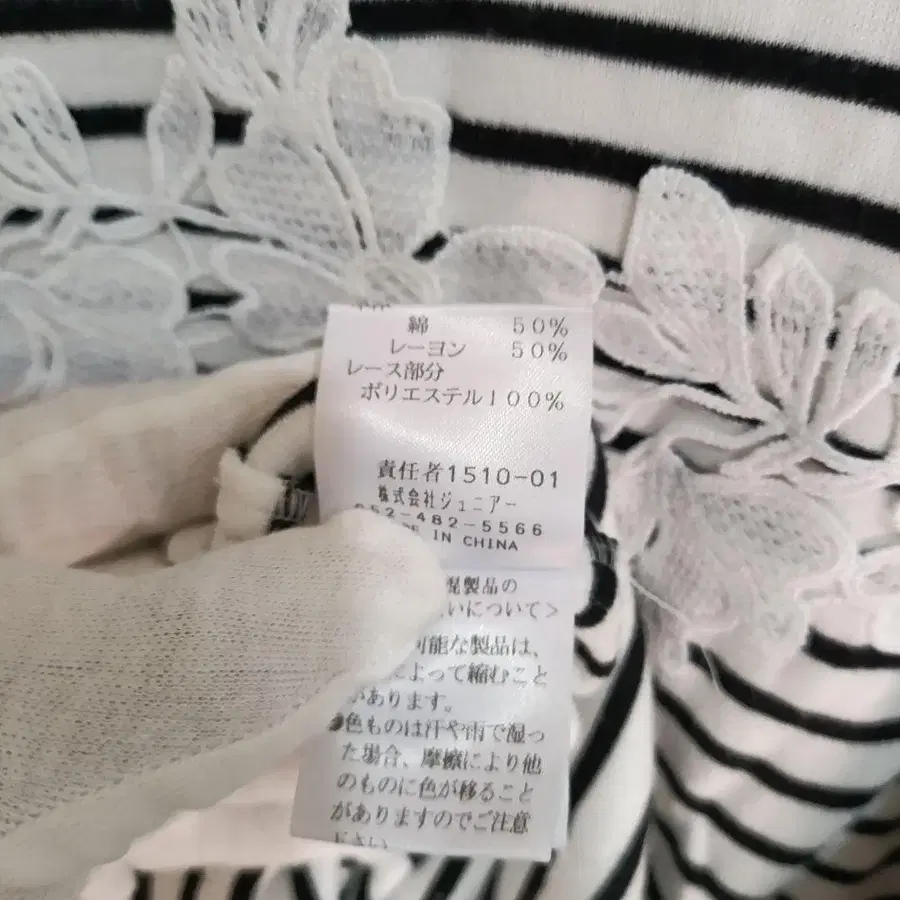 綿 50%
レーヨン 50%
レース部分
ポリエステル100%
責任者1510-01
株式会社ジュニアー
052-482-5566
IN CHINA
製品の
いについて>
可能な製品は、
よって縮むこと
があります。
色ものは汗や雨で湿っ
た場合、摩擦により他
のものに色が移ること
がありますのでご注意
下さい